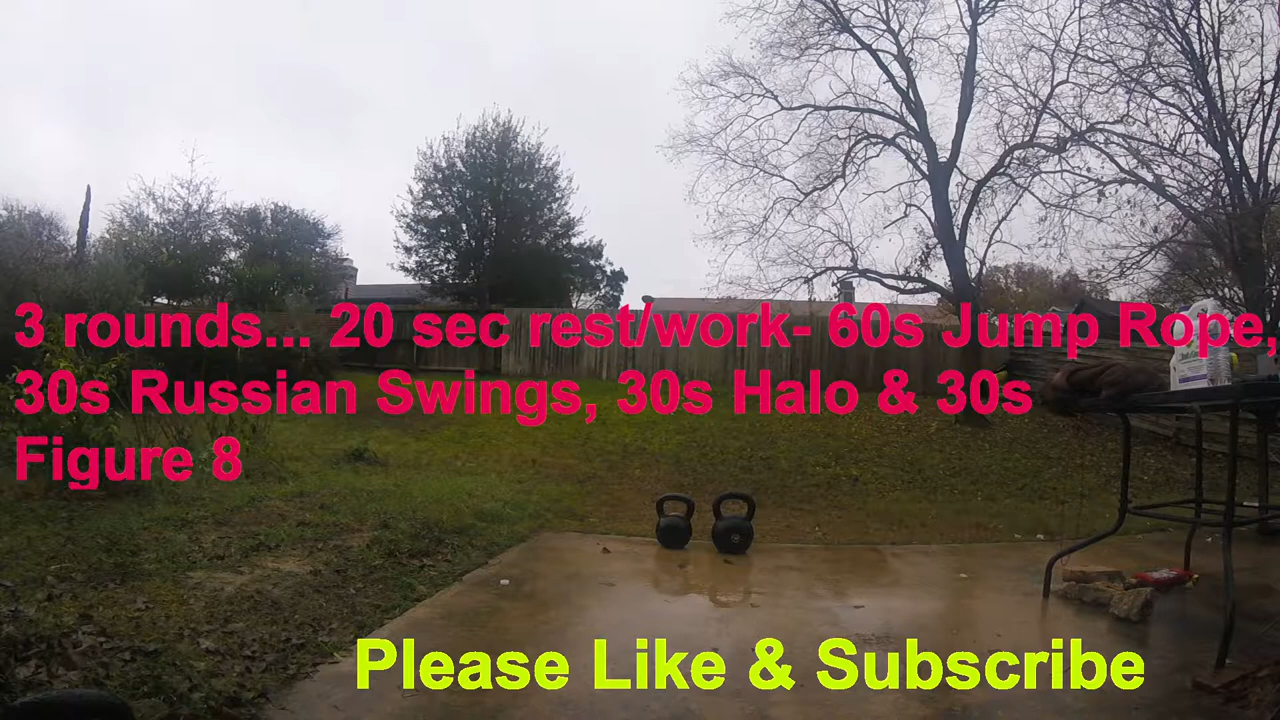 3 rounds... 20 sec rest/work- 60s Jump Rope,
30s Russian Swings, 30s Halo & 30s
Figure 8
Please Like & Subscribe